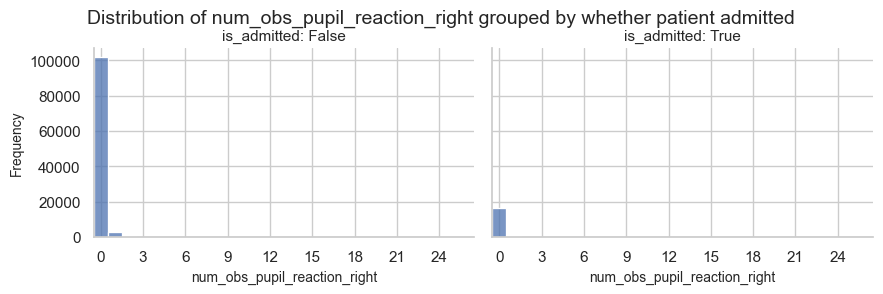 Distribution of num_obs_pupil_reaction_right grouped by whether patient admitted
is_admitted: False
is_admitted: True
Frequency
100000
80000
60000
40000
20000
0
0 3 6 9 12 15 18 21 24
0 3 6 9 12 15 18 21 24
num_obs_pupil_reaction_right
num_obs_pupil_reaction_right